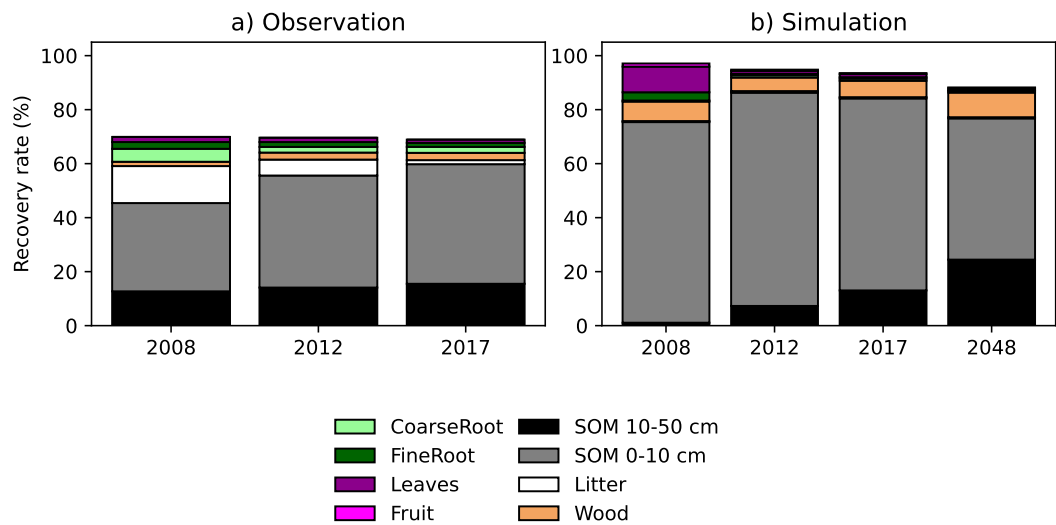 a) Observation
b) Simulation
Recovery rate (%)
100
80
60
40
20
0
2008
2012
2017
100
80
60
40
20
0
2008
2012
2017
2048
CoarseRoot
FineRoot
Leaves
Fruit
SOM 10-50 cm
SOM 0-10 cm
Litter
Wood